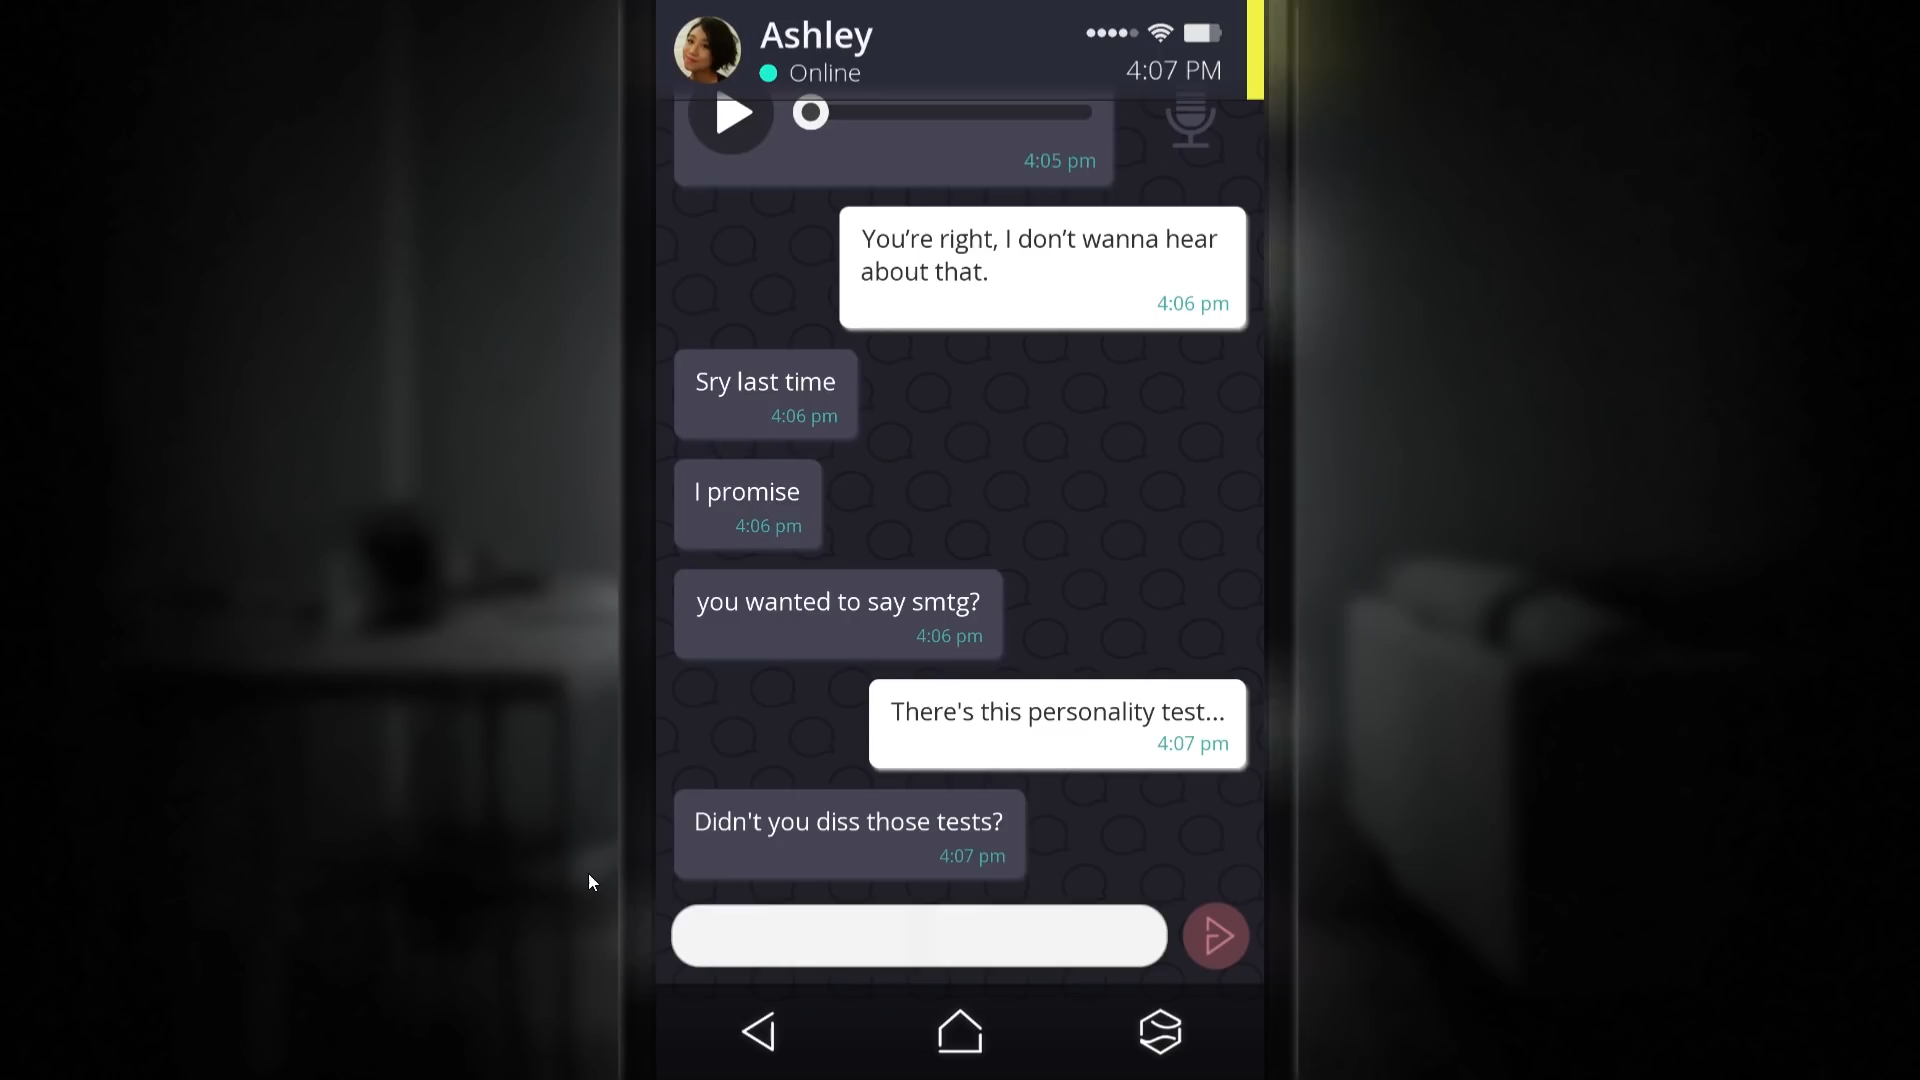 Ashley
Online
4:07 PM
4:05 pm
You’re right, I don’t wanna hear
about that.
4:06 pm
Sry last time
4:06 pm
I promise
4:06 pm
you wanted to say smtg?
4:06 pm
There's this personality test...
4:07 pm
Didn't you diss those tests?
4:07 pm